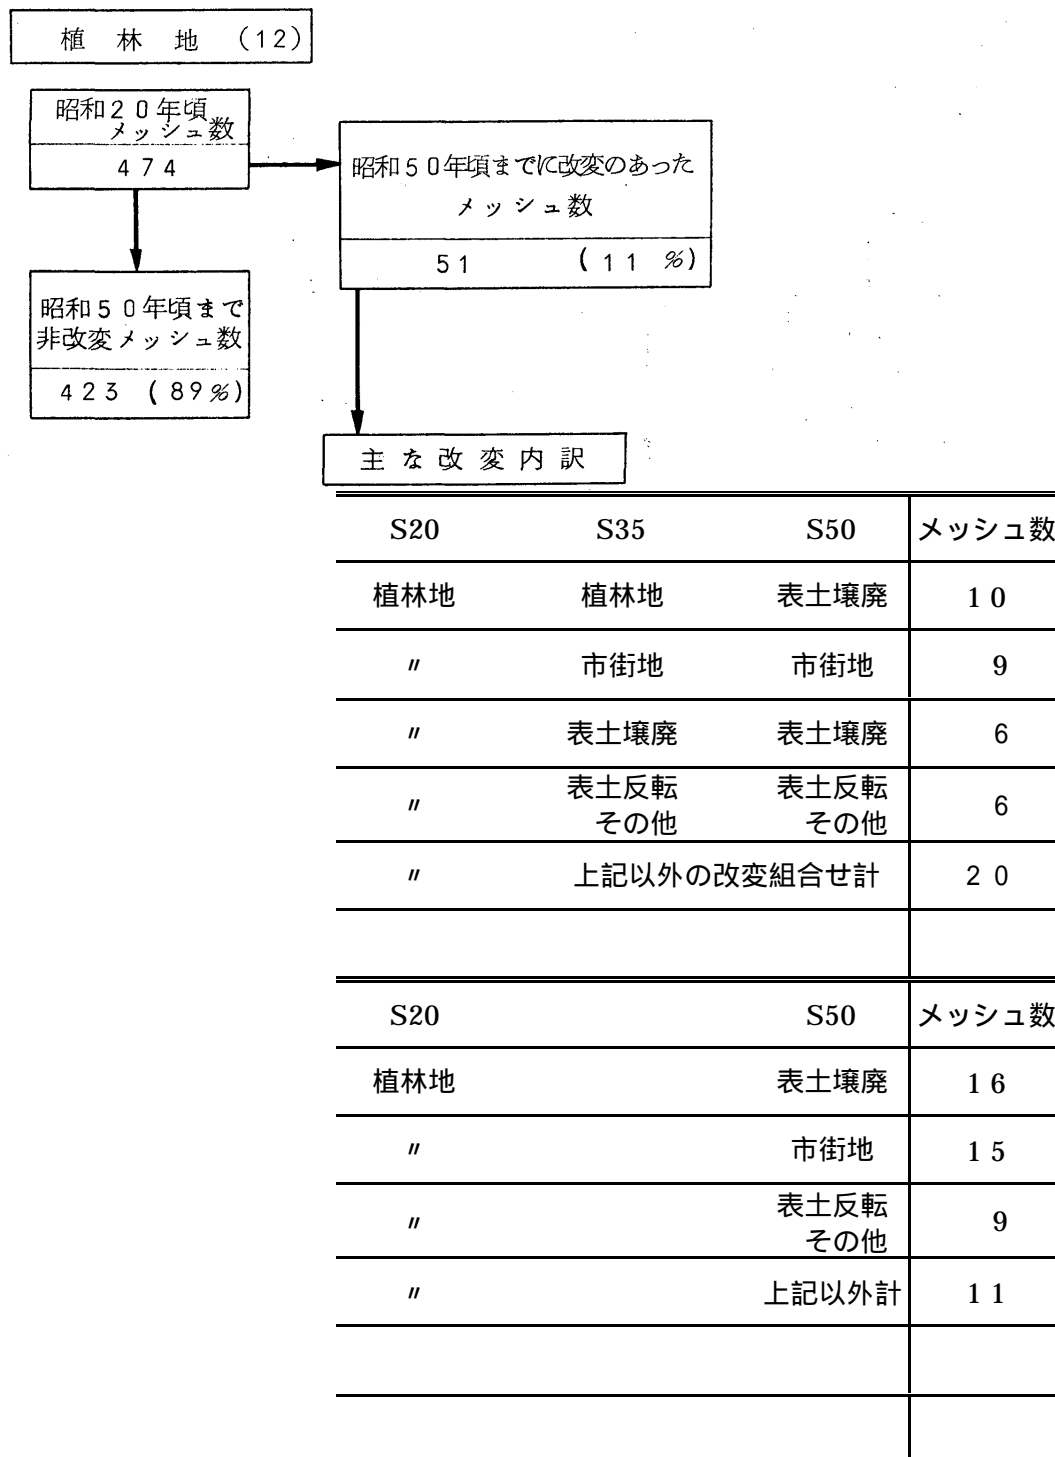 植林地(12)
昭和20年頃
メッシュ数
474
昭和50年頃までに改変のあった
メッシュ数
51 (11%)
昭和50年頃まで
非改変メッシュ数
423 (89%)
主な改変内訳
S20 S35 S50 メッシュ数
植林地 植林地 表土壌廃 10
〃 市街地 市街地 9
〃 表土壌廃 表土壌廃 6
〃 表土反転 表土反転 6
その他 その他
〃 上記以外の改変組合せ計 20
S20 S50 メッシュ数
植林地 表土壌廃 16
〃 市街地 15
〃 表土反転 9
その他
〃 上記以外計 11